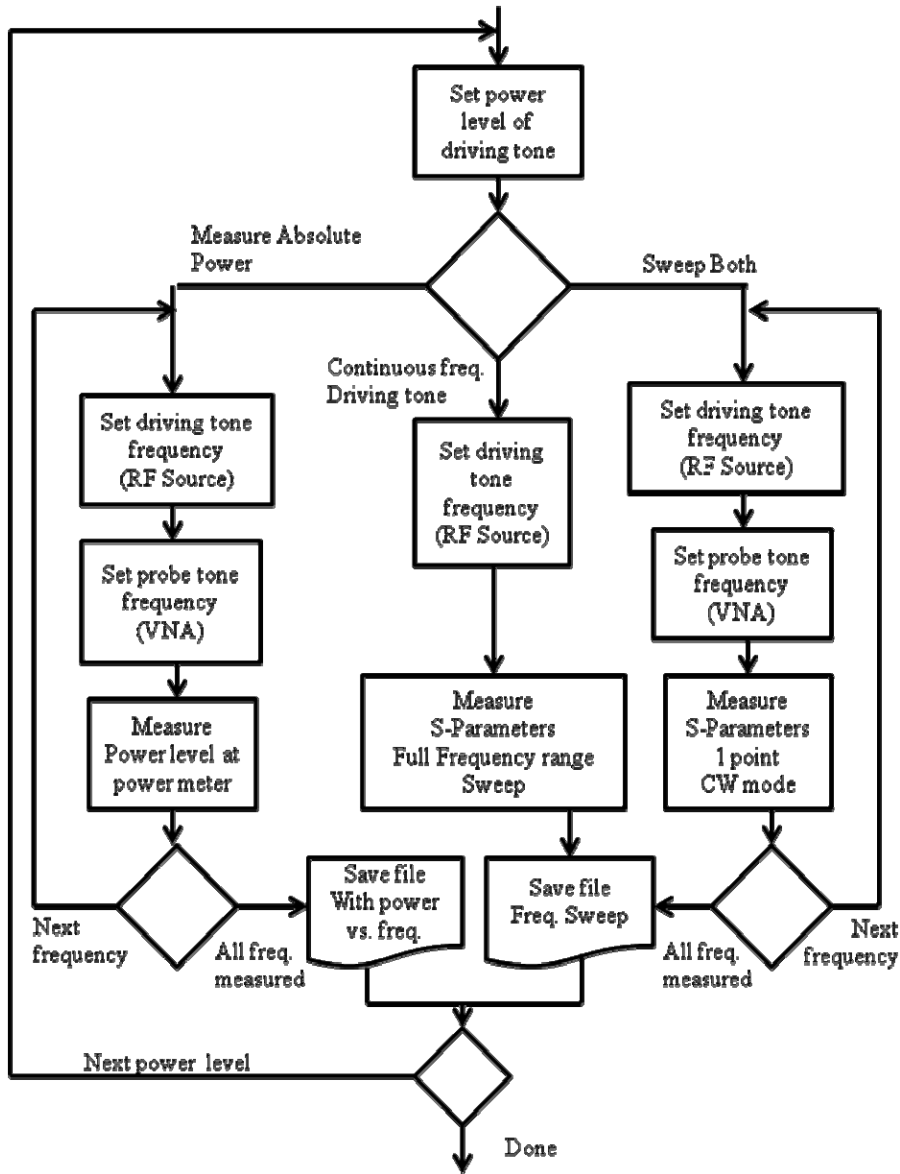 Set power
level of
driving tone
Measure Absolute
Power
Sweep Both
Continuous freq.
Driving tone
Set driving tone
frequency
(RF Source)
Set probe tone
frequency
(VNA)
Measure
Power level at
power meter
Next
frequency
All freq.
measured
Save file
With power
vs. freq.
Set driving
tone
frequency
(RF Source)
Measure
S-Parameters
Full Frequency range
Sweep
Save file
Freq. Sweep
Set driving tone
frequency
(RF Source)
Set probe tone
frequency
(VNA)
Measure
S-Parameters
1 point
CW mode
All freq.
measured
Next
frequency
Next power level
Done